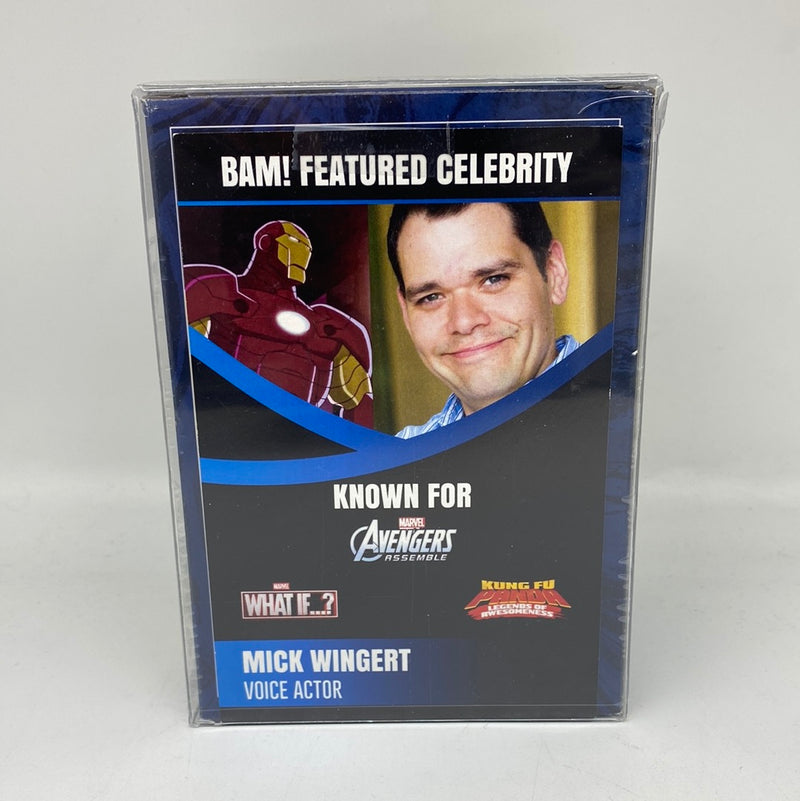 BAM! FEATURED CELEBRITY
KNOWN FOR
MARVEL
AVENGERS
ASSEMBLE
MARVEL
WHAT IF...?
KUNG FU
PANDA
LEGENDS OF
AWESOMENESS
MICK WINGERT
VOICE ACTOR